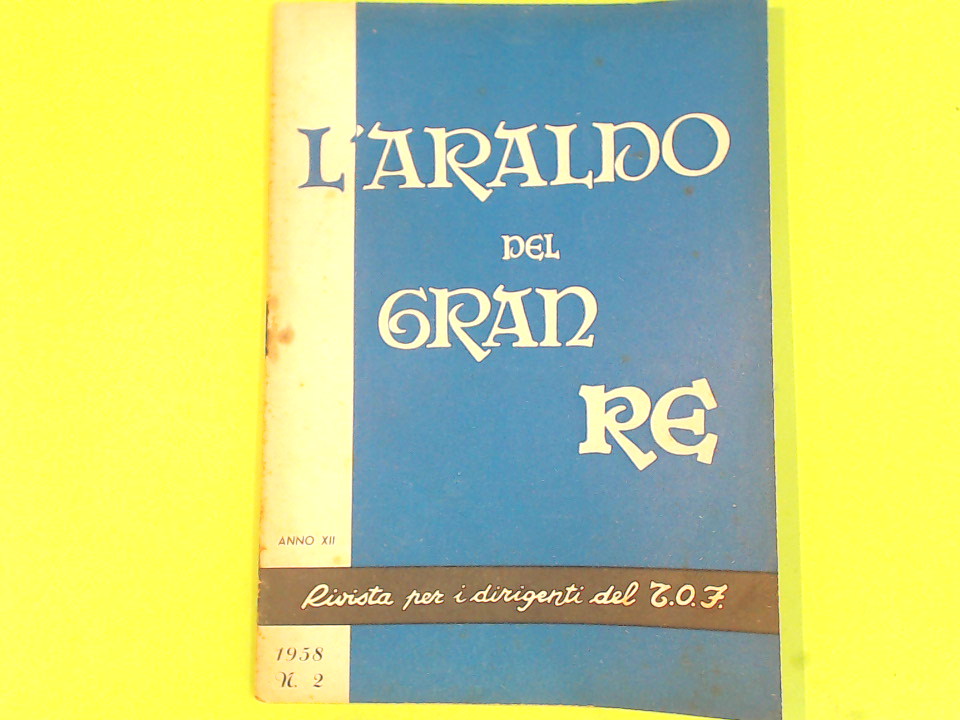 L'ARALDO
DEL
GRAN
RE
ANNO XII
Rivista per i dirigenti del T.O.F.
1958
N. 2